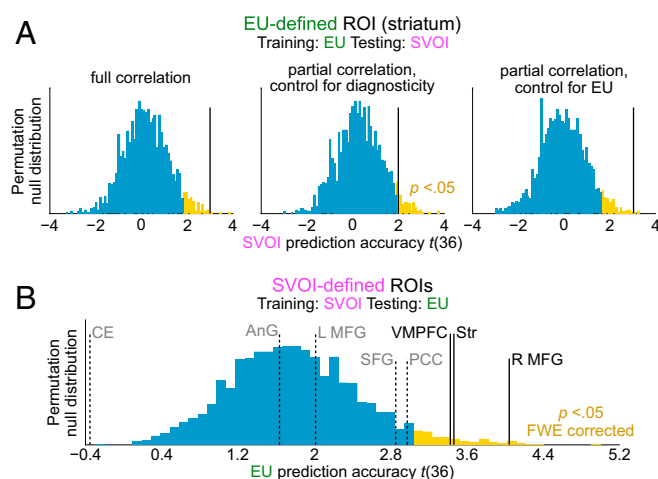 A
EU-defined ROI (striatum)
Training: EU Testing: SVOI
full correlation
partial correlation,
control for diagnosticity
partial correlation,
control for EU
Permutation
null distribution
p <.05
−4 −2 0 2 4
−4 −2 0 2 4
−4 −2 0 2 4
SVOI prediction accuracy t(36)
B
SVOI-defined ROIs
Training: SVOI Testing: EU
CE AnG L MFG VMPFC Str
SFG PCC R MFG
Permutation
null distribution
p <.05
FWE corrected
−0.4 0.4 1.2 2 2.8 3.6 4.4 5.2
EU prediction accuracy t(36)